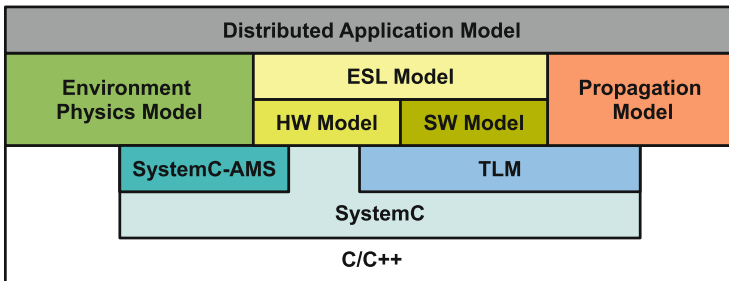 Distributed Application Model
Environment
Physics Model
ESL Model
Propagation
Model
HW Model
SW Model
SystemC-AMS
TLM
SystemC
C/C++